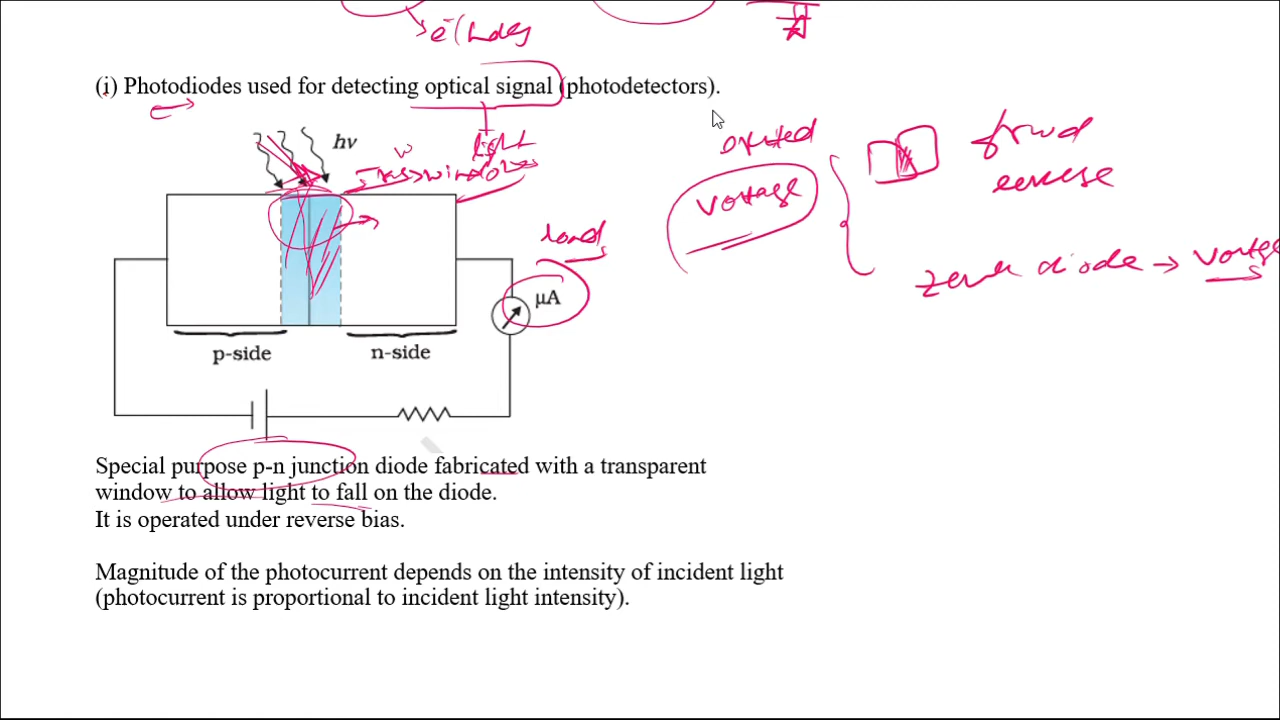 e⁻/holes
(i) Photodiodes used for detecting optical signal (photodetectors).
e⁻
hν
light
operated
voltage
reverse
load
μA
p-side
n-side
zener diode → voltage
Special purpose p-n junction diode fabricated with a transparent
window to allow light to fall on the diode.
It is operated under reverse bias.
Magnitude of the photocurrent depends on the intensity of incident light
(photocurrent is proportional to incident light intensity).